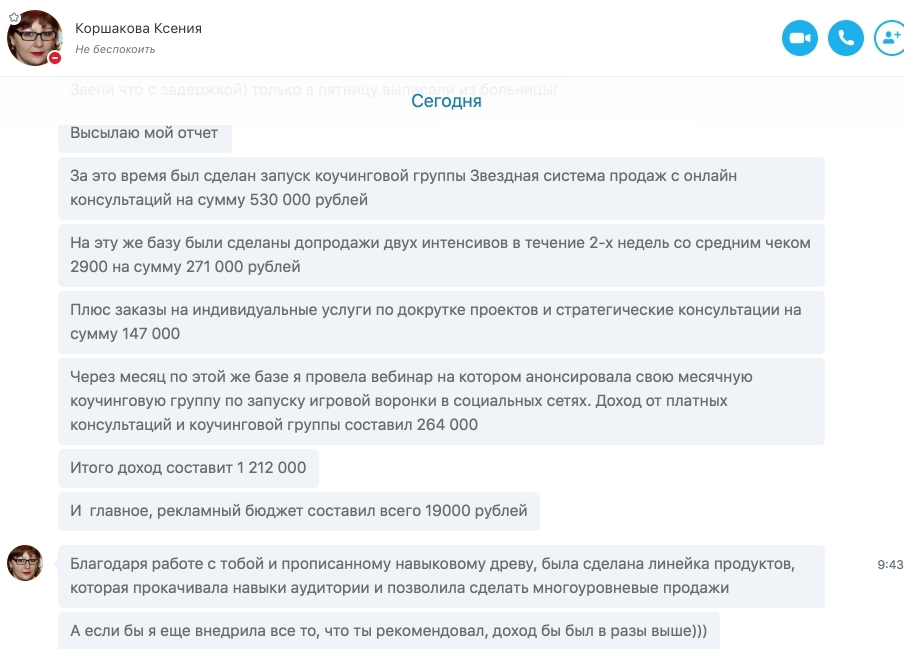 Коршакова Ксения
Не беспокоить
Звени что с задержкой) только в пятницу выписали из больницы!
Сегодня
Высылаю мой отчет
За это время был сделан запуск коучинговой группы Звездная система продаж с онлайн
консультаций на сумму 530 000 рублей
На эту же базу были сделаны допродажи двух интенсивов в течение 2-х недель со средним чеком
2900 на сумму 271 000 рублей
Плюс заказы на индивидуальные услуги по докрутке проектов и стратегические консультации на
сумму 147 000
Через месяц по этой же базе я провела вебинар на котором анонсировала свою месячную
коучинговую группу по запуску игровой воронки в социальных сетях. Доход от платных
консультаций и коучинговой группы составил 264 000
Итого доход составит 1 212 000
И  главное, рекламный бюджет составил всего 19000 рублей
Благодаря работе с тобой и прописанному навыковому древу, была сделана линейка продуктов,
которая прокачивала навыки аудитории и позволила сделать многоуровневые продажи
9:43
А если бы я еще внедрила все то, что ты рекомендовал, доход бы был в разы выше)))